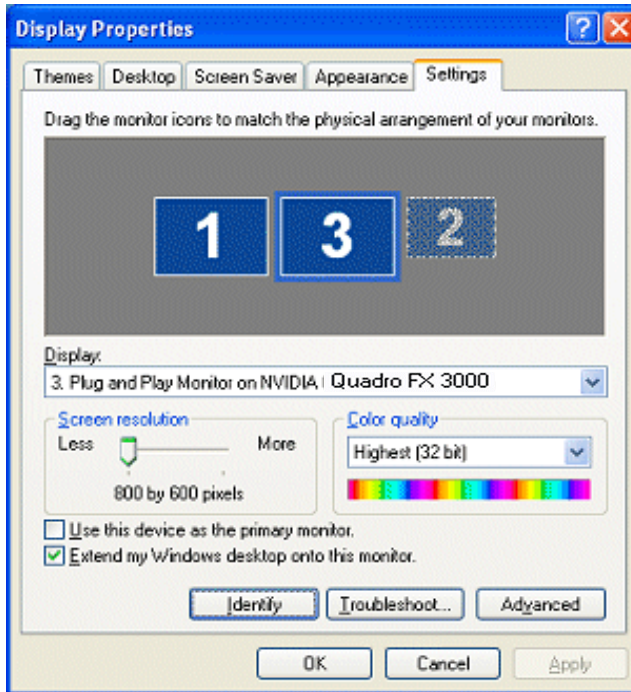 Display Properties
Themes Desktop Screen Saver Appearance Settings
Drag the monitor icons to match the physical arrangement of your monitors.
1 3 2
Display:
3. Plug and Play Monitor on NVIDIA Quadro FX 3000
Screen resolution Color quality
Less More Highest (32 bit)
800 by 600 pixels
Use this device as the primary monitor.
Extend my Windows desktop onto this monitor.
Identify Troubleshoot... Advanced
OK Cancel Apply